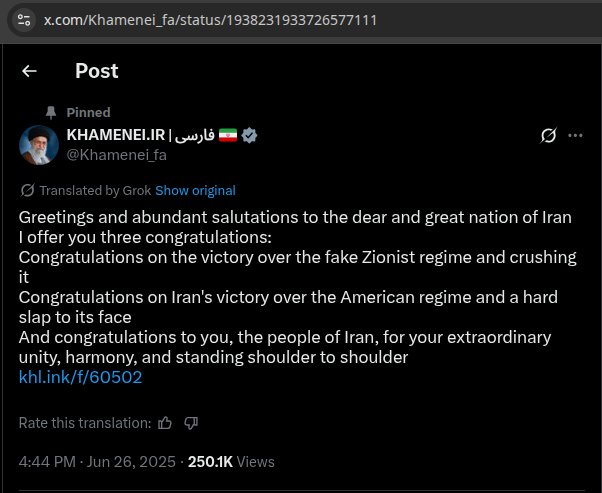 x.com/Khamenei_fa/status/1938231933726577111
Post
Pinned
KHAMENEI.IR | فارسی
@Khamenei_fa
Translated by Grok Show original
Greetings and abundant salutations to the dear and great nation of Iran
I offer you three congratulations:
Congratulations on the victory over the fake Zionist regime and crushing
it
Congratulations on Iran's victory over the American regime and a hard
slap to its face
And congratulations to you, the people of Iran, for your extraordinary
unity, harmony, and standing shoulder to shoulder
khl.ink/f/60502
Rate this translation:
4:44 PM · Jun 26, 2025 · 250.1K Views